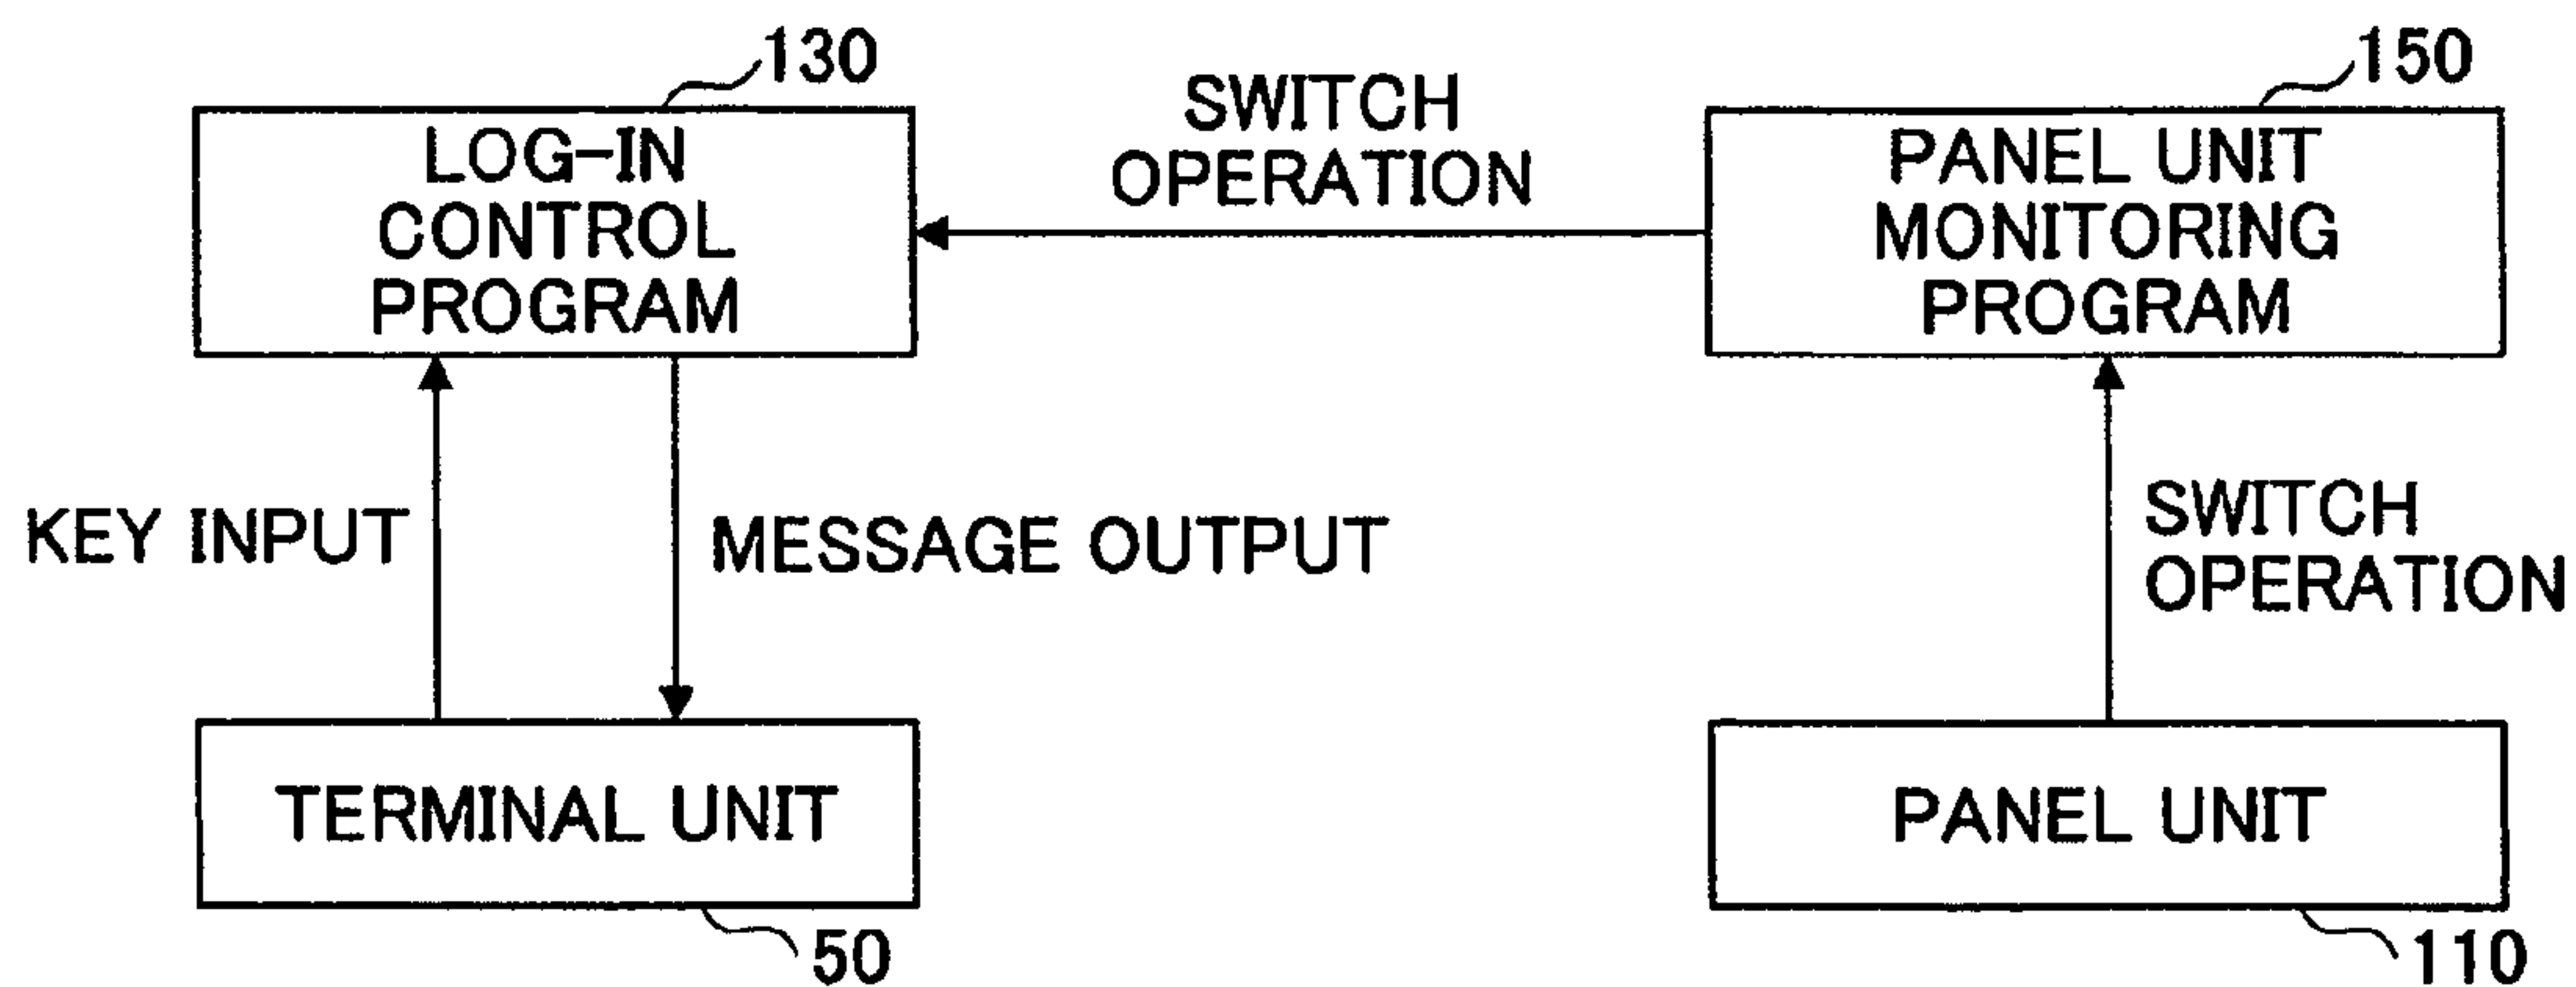 130
LOG-IN
CONTROL
PROGRAM
SWITCH
OPERATION
150
PANEL UNIT
MONITORING
PROGRAM
KEY INPUT
MESSAGE OUTPUT
SWITCH
OPERATION
TERMINAL UNIT
50
PANEL UNIT
110